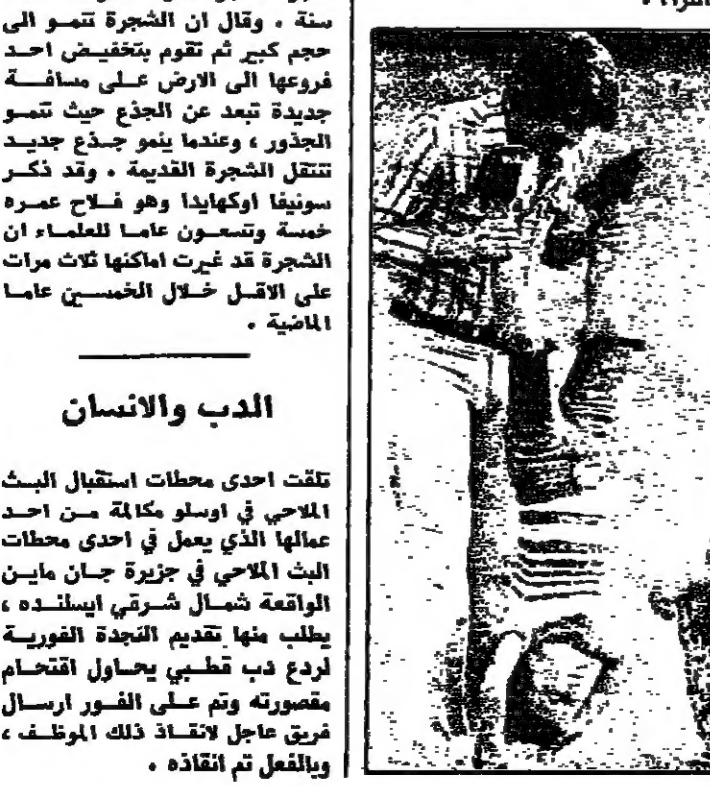 سنة ، وقال ان الشجرة تنمو الى
حجم كبير ثم تقوم بتخفيض احد
فروعها الى الارض على مسافة
جديدة تبعد عن الجذع حيث تنمو
الجذور ، وعندما ينمو جذع جديد
تنتقل الشجرة القديمة ، وقد ذكر
سونيفا اوكهايدا وهو فلاح عمره
خمسة وتسعون عاما للعلماء ان
الشجرة قد غيرت اماكنها ثلاث مرات
على الاقل خلال الخمسين عاما
الماضية .
الدب والانسان
تلقت احدى محطات استقبال البث
الملاحي في اوسلو مكالمة من احد
عمالها الذي يعمل في احدى محطات
البث الملاحي في جزيرة جان ماين
الواقعة شمال شرقي ايسلنده ،
يطلب منها تقديم النجدة الفورية
لردع دب قطبي يحاول اقتحام
مقصورته وتم على الفور ارسال
فريق عاجل لانقاذ ذلك الموظف ،
وبالفعل تم انقاذه .